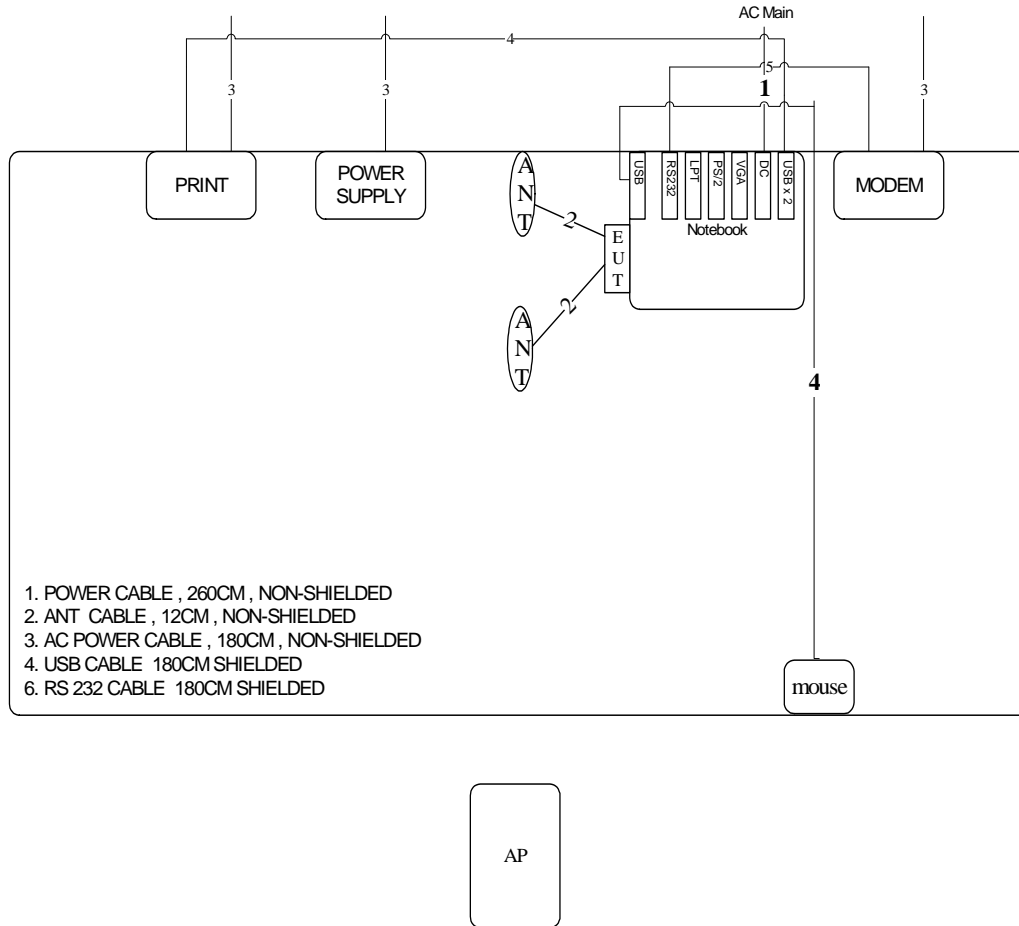 AC Main
4
5
3
3
1
3
PRINT
POWER
SUPPLY
ANT
USB
RS232
LPT
PS/2
VGA
DC
USB x 2
MODEM
Notebook
2
EUT
2
ANT
4
1. POWER CABLE , 260CM , NON-SHIELDED
2. ANT CABLE , 12CM , NON-SHIELDED
3. AC POWER CABLE , 180CM , NON-SHIELDED
4. USB CABLE 180CM SHIELDED
6. RS 232 CABLE 180CM SHIELDED
mouse
AP